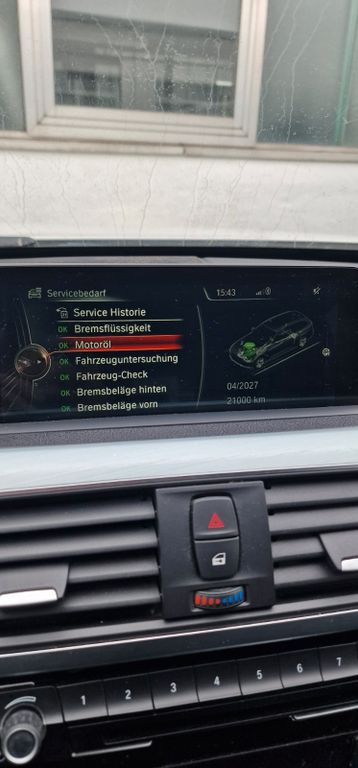 Servicebedarf
15:43
Service Historie
OK Bremsflüssigkeit
OK Motoröl
OK Fahrzeuguntersuchung
OK Fahrzeug-Check
OK Bremsbeläge hinten
OK Bremsbeläge vorn
04/2027
21000 km
1 2 3 4 5 6 7